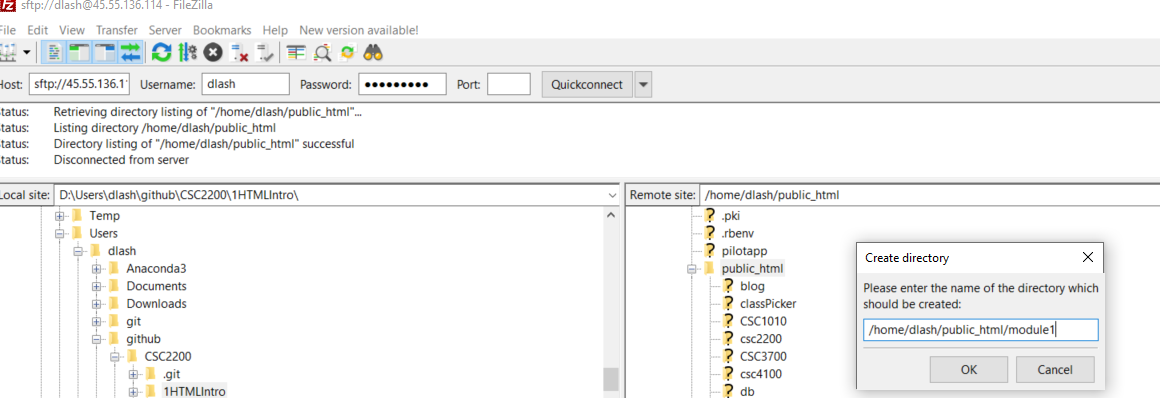 sftp://dlash@45.55.136.114 - FileZilla
File Edit View Transfer Server Bookmarks Help New version available!
Host: sftp://45.55.136.11 Username: dlash Password: ●●●●●●●●● Port: Quickconnect
Status: Retrieving directory listing of "/home/dlash/public_html"...
Status: Listing directory /home/dlash/public_html
Status: Directory listing of "/home/dlash/public_html" successful
Status: Disconnected from server
Local site: D:\Users\dlash\github\CSC2200\1HTMLIntro\
Temp
Users
dlash
Anaconda3
Documents
Downloads
git
github
CSC2200
.git
1HTMLIntro
Remote site: /home/dlash/public_html
.pki
.rbenv
pilotapp
public_html
blog
classPicker
CSC1010
csc2200
CSC3700
csc4100
db
Create directory
Please enter the name of the directory which
should be created:
/home/dlash/public_html/module1
OK Cancel